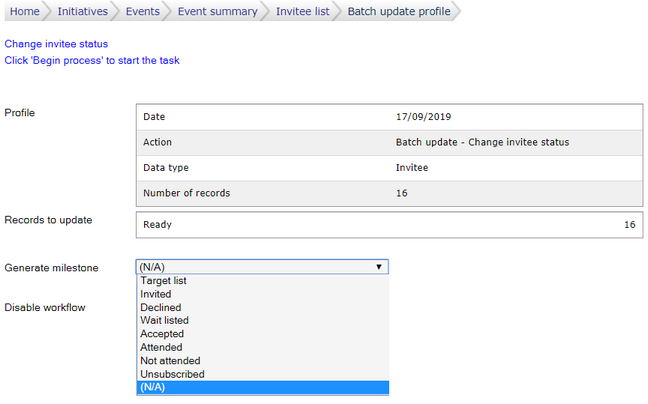 Home Initiatives Events Event summary Invitee list Batch update profile
Change invitee status
Click 'Begin process' to start the task
Profile
Date 17/09/2019
Action Batch update - Change invitee status
Data type Invitee
Number of records 16
Records to update Ready 16
Generate milestone (N/A)
Target list
Invited
Disable workflow Declined
Wait listed
Accepted
Attended
Not attended
Unsubscribed
(N/A)